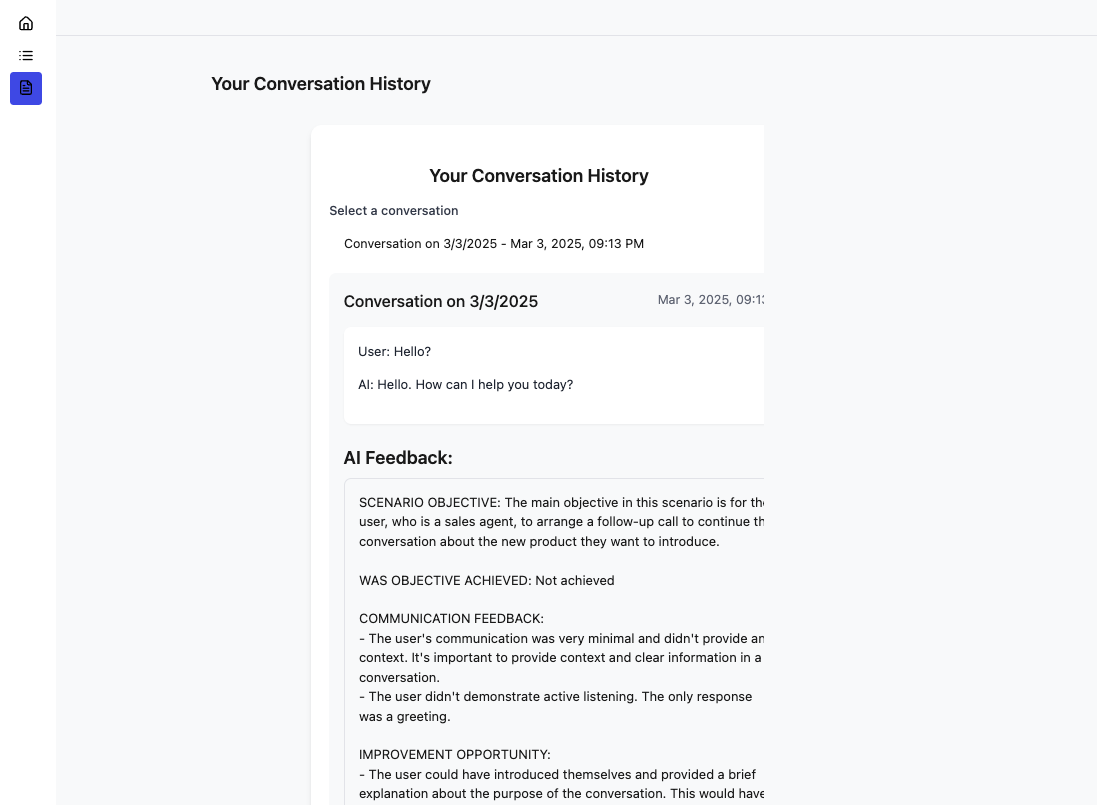 Your Conversation History
Your Conversation History
Select a conversation
Conversation on 3/3/2025 - Mar 3, 2025, 09:13 PM
Conversation on 3/3/2025
Mar 3, 2025, 09:13
User: Hello?
AI: Hello. How can I help you today?
AI Feedback:
SCENARIO OBJECTIVE: The main objective in this scenario is for the
user, who is a sales agent, to arrange a follow-up call to continue th
conversation about the new product they want to introduce.
WAS OBJECTIVE ACHIEVED: Not achieved
COMMUNICATION FEEDBACK:
- The user's communication was very minimal and didn't provide an
context. It's important to provide context and clear information in a
conversation.
- The user didn't demonstrate active listening. The only response
was a greeting.
IMPROVEMENT OPPORTUNITY:
- The user could have introduced themselves and provided a brief
explanation about the purpose of the conversation. This would have